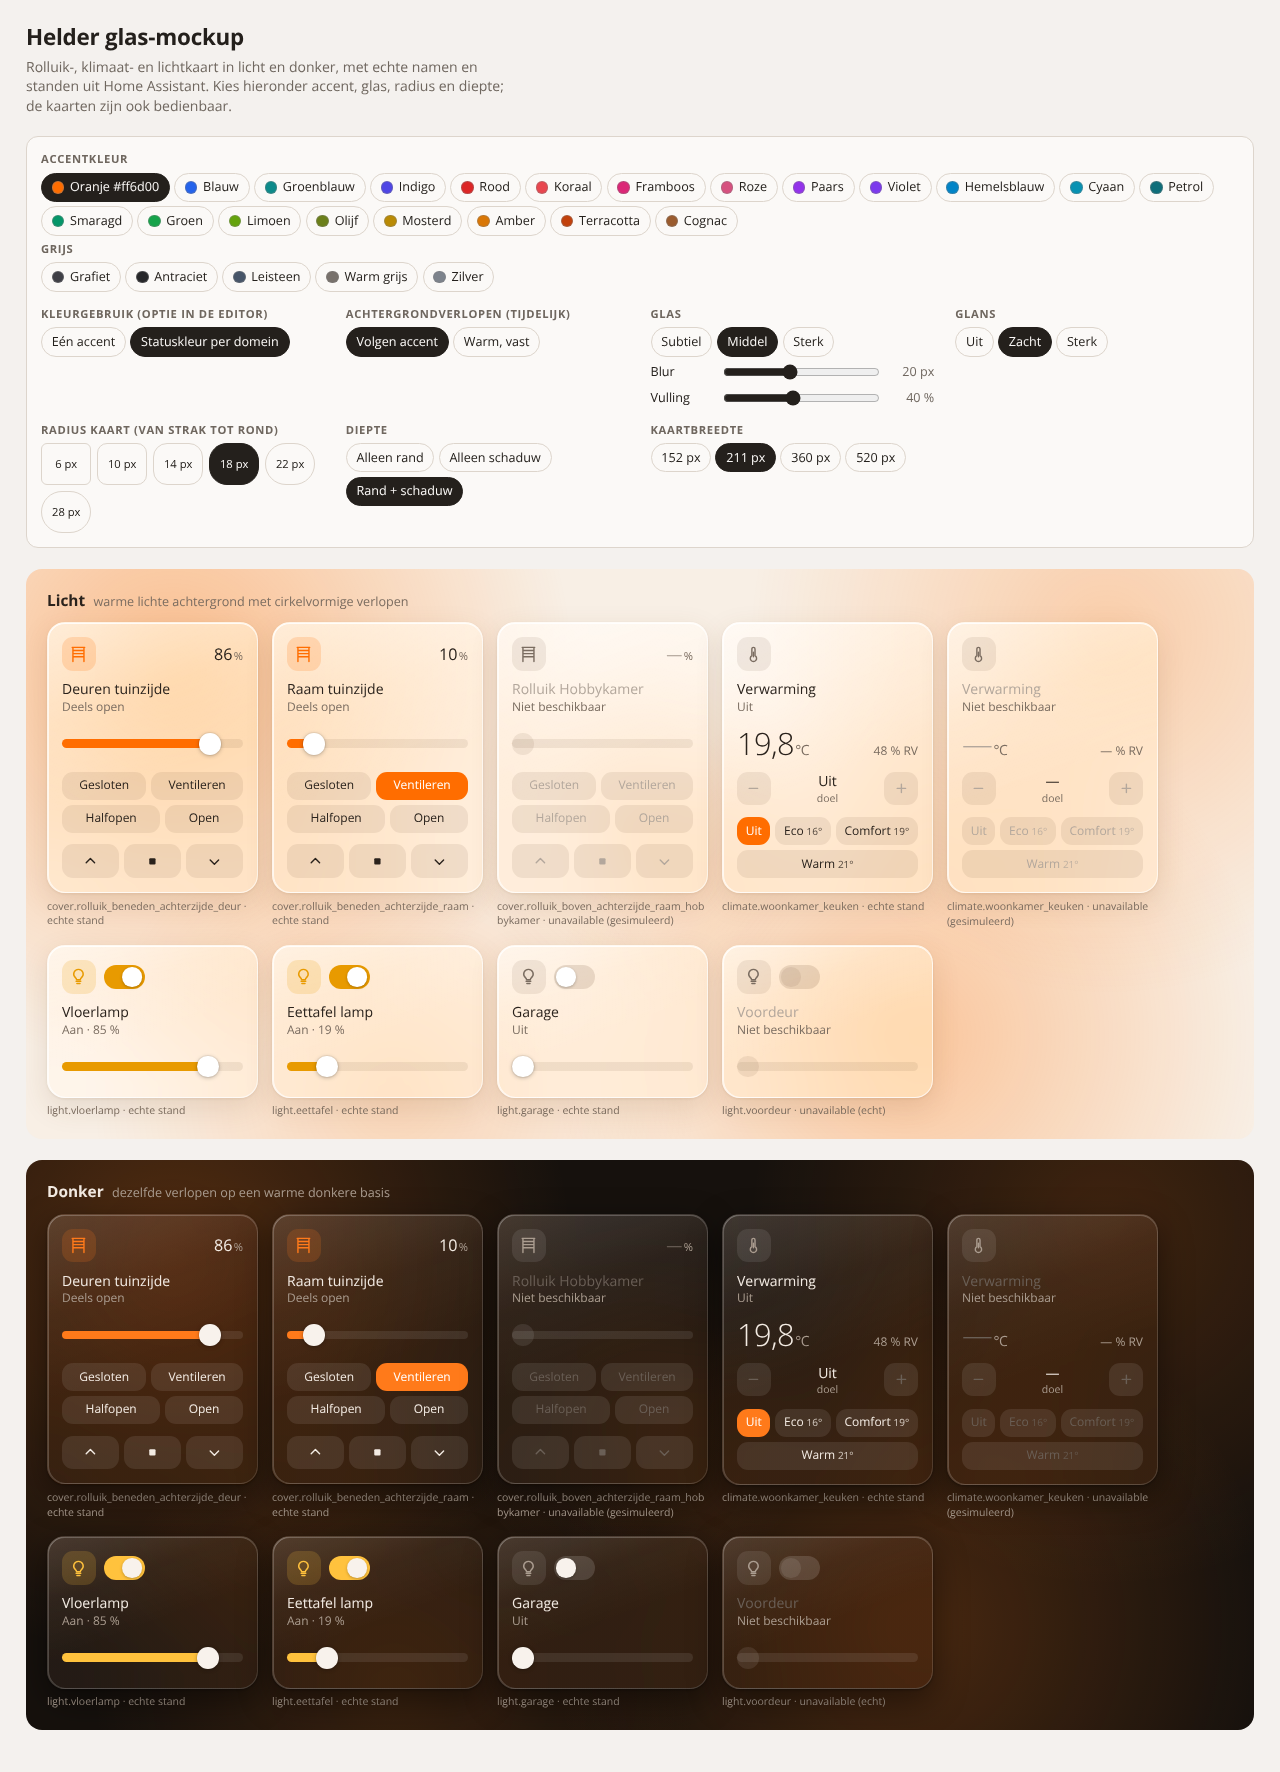 Helder glas-mockup
Rolluik-, klimaat- en lichtkaart in licht en donker, met echte namen en
standen uit Home Assistant. Kies hieronder accent, glas, radius en diepte;
de kaarten zijn ook bedienbaar.
ACCENTKLEUR
Oranje #ff6d00 Blauw Groenblauw Indigo Rood Koraal Framboos Roze Paars Violet Hemelsblauw Cyaan Petrol
Smaragd Groen Limoen Olijf Mosterd Amber Terracotta Cognac
GRIJS
Grafiet Antraciet Leisteen Warm grijs Zilver
KLEURGEBRUIK (OPTIE IN DE EDITOR)
Eén accent Statuskleur per domein
ACHTERGRONDVERLOPEN (TIJDELIJK)
Volgen accent Warm, vast
GLAS
Subtiel Middel Sterk
Blur 20 px
Vulling 40 %
GLANS
Uit Zacht Sterk
RADIUS KAART (VAN STRAK TOT ROND)
6 px 10 px 14 px 18 px 22 px
28 px
DIEPTE
Alleen rand Alleen schaduw
Rand + schaduw
KAARTBREEDTE
152 px 211 px 360 px 520 px
Licht warme lichte achtergrond met cirkelvormige verlopen
86 %
Deuren tuinzijde
Deels open
Gesloten Ventileren
Halfopen Open
cover.rolluik_beneden_achterzijde_deur ·
echte stand
10 %
Raam tuinzijde
Deels open
Gesloten Ventileren
Halfopen Open
cover.rolluik_beneden_achterzijde_raam ·
echte stand
— %
Rolluik Hobbykamer
Niet beschikbaar
Gesloten Ventileren
Halfopen Open
cover.rolluik_boven_achterzijde_raam_hob
bykamer · unavailable (gesimuleerd)
Verwarming
Uit
19,8 °C 48 % RV
− Uit +
doel
Uit Eco 16° Comfort 19°
Warm 21°
climate.woonkamer_keuken · echte stand
Verwarming
Niet beschikbaar
— °C — % RV
− — +
doel
Uit Eco 16° Comfort 19°
Warm 21°
climate.woonkamer_keuken · unavailable
(gesimuleerd)
Vloerlamp
Aan · 85 %
light.vloerlamp · echte stand
Eettafel lamp
Aan · 19 %
light.eettafel · echte stand
Garage
Uit
light.garage · echte stand
Voordeur
Niet beschikbaar
light.voordeur · unavailable (echt)
Donker dezelfde verlopen op een warme donkere basis
86 %
Deuren tuinzijde
Deels open
Gesloten Ventileren
Halfopen Open
cover.rolluik_beneden_achterzijde_deur ·
echte stand
10 %
Raam tuinzijde
Deels open
Gesloten Ventileren
Halfopen Open
cover.rolluik_beneden_achterzijde_raam ·
echte stand
— %
Rolluik Hobbykamer
Niet beschikbaar
Gesloten Ventileren
Halfopen Open
cover.rolluik_boven_achterzijde_raam_hob
bykamer · unavailable (gesimuleerd)
Verwarming
Uit
19,8 °C 48 % RV
− Uit +
doel
Uit Eco 16° Comfort 19°
Warm 21°
climate.woonkamer_keuken · echte stand
Verwarming
Niet beschikbaar
— °C — % RV
− — +
doel
Uit Eco 16° Comfort 19°
Warm 21°
climate.woonkamer_keuken · unavailable
(gesimuleerd)
Vloerlamp
Aan · 85 %
light.vloerlamp · echte stand
Eettafel lamp
Aan · 19 %
light.eettafel · echte stand
Garage
Uit
light.garage · echte stand
Voordeur
Niet beschikbaar
light.voordeur · unavailable (echt)